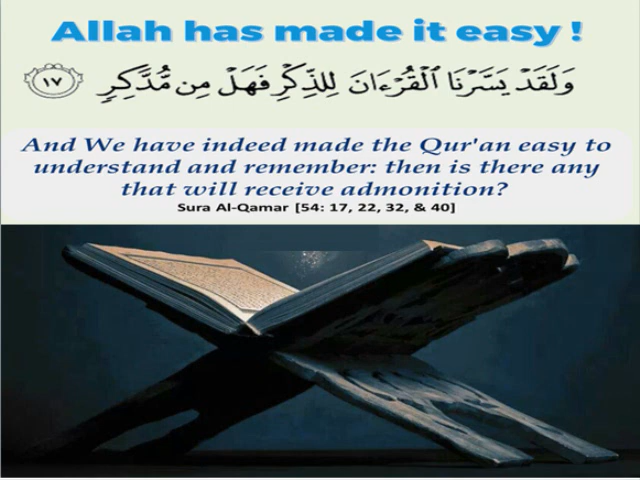 Allah has made it easy !
وَلَقَدْ يَسَّرْنَا الْقُرْءَانَ لِلذِّكْرِ فَهَلْ مِن مُّدَّكِرٍ ١٧
And We have indeed made the Qur'an easy to
understand and remember: then is there any
that will receive admonition?
Sura Al-Qamar [54: 17, 22, 32, & 40]